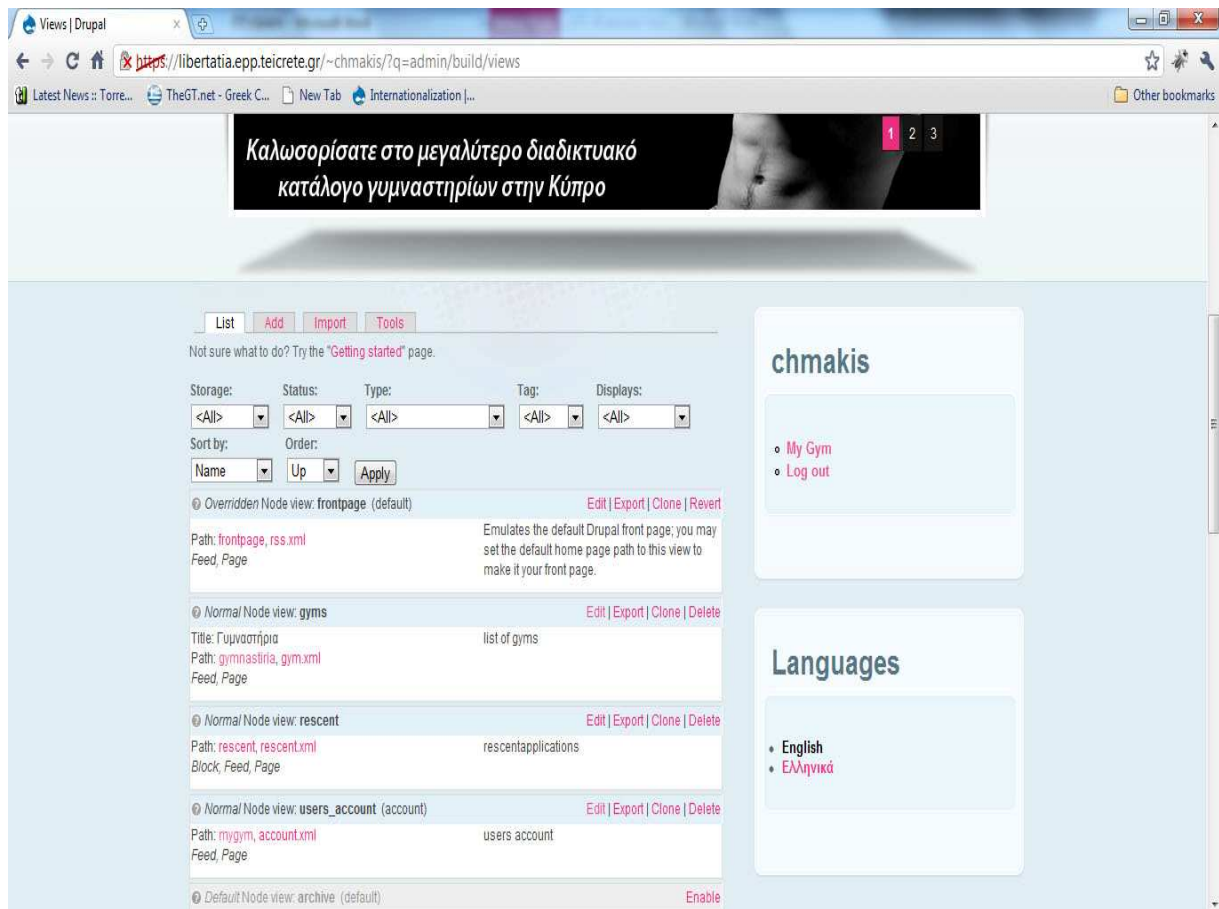 Views | Drupal
https://libertatia.epp.teicrete.gr/~chmakis/?q=admin/build/views
Latest News :: Torre... TheGT.net - Greek C... New Tab Internationalization |... Other bookmarks
Καλωσορίσατε στο μεγαλύτερο διαδικτυακό
κατάλογο γυμναστηρίων στην Κύπρο
1 2 3
List Add Import Tools
Not sure what to do? Try the "Getting started" page.
Storage: Status: Type: Tag: Displays:
<All> <All> <All> <All> <All>
Sort by: Order:
Name Up Apply
Overridden Node view: frontpage (default) Edit | Export | Clone | Revert
Path: frontpage, rss.xml
Feed, Page
Emulates the default Drupal front page; you may
set the default home page path to this view to
make it your front page.
Normal Node view: gyms Edit | Export | Clone | Delete
Title: Γυμναστήρια list of gyms
Path: gymnastiria, gym.xml
Feed, Page
Normal Node view: rescent Edit | Export | Clone | Delete
Path: rescent, rescent.xml rescentapplications
Block, Feed, Page
Normal Node view: users_account (account) Edit | Export | Clone | Delete
Path: mygym, account.xml users account
Feed, Page
Default Node view: archive (default) Enable
chmakis
My Gym
Log out
Languages
English
Ελληνικά